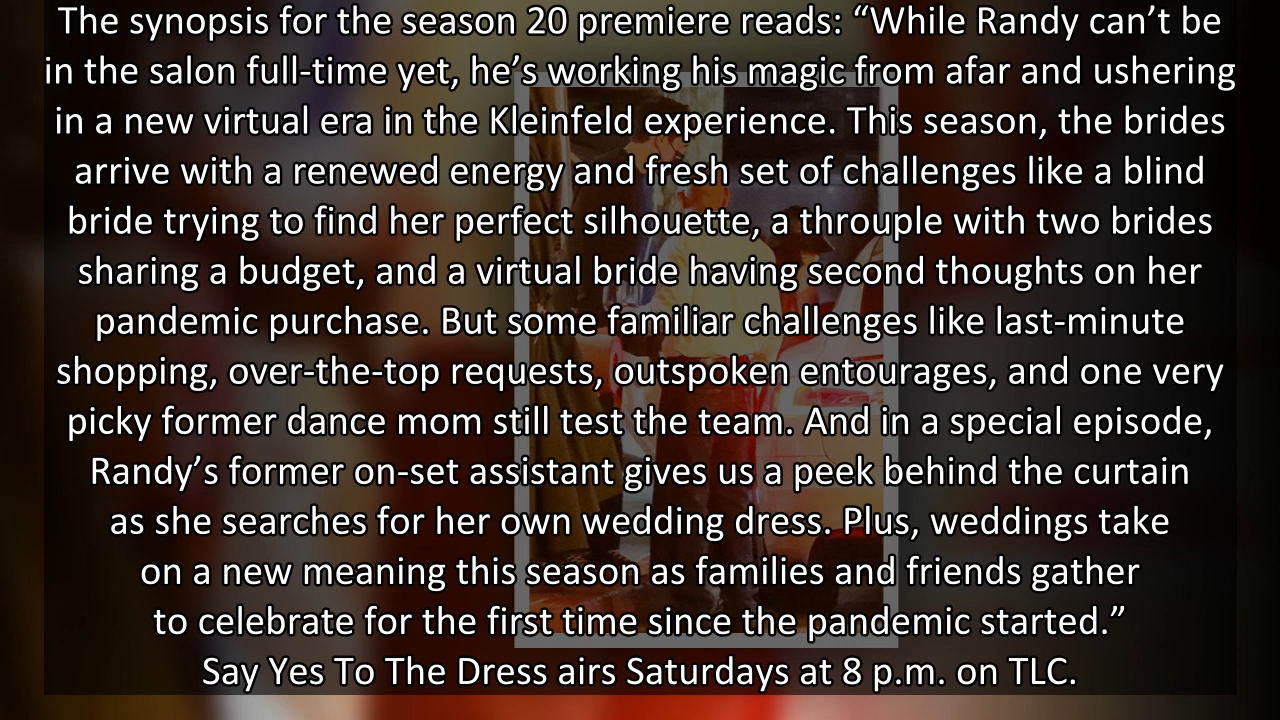 The synopsis for the season 20 premiere reads: “While Randy can’t be
in the salon full-time yet, he’s working his magic from afar and ushering
in a new virtual era in the Kleinfeld experience. This season, the brides
arrive with a renewed energy and fresh set of challenges like a blind
bride trying to find her perfect silhouette, a throuple with two brides
sharing a budget, and a virtual bride having second thoughts on her
pandemic purchase. But some familiar challenges like last-minute
shopping, over-the-top requests, outspoken entourages, and one very
picky former dance mom still test the team. And in a special episode,
Randy’s former on-set assistant gives us a peek behind the curtain
as she searches for her own wedding dress. Plus, weddings take
on a new meaning this season as families and friends gather
to celebrate for the first time since the pandemic started.”
Say Yes To The Dress airs Saturdays at 8 p.m. on TLC.